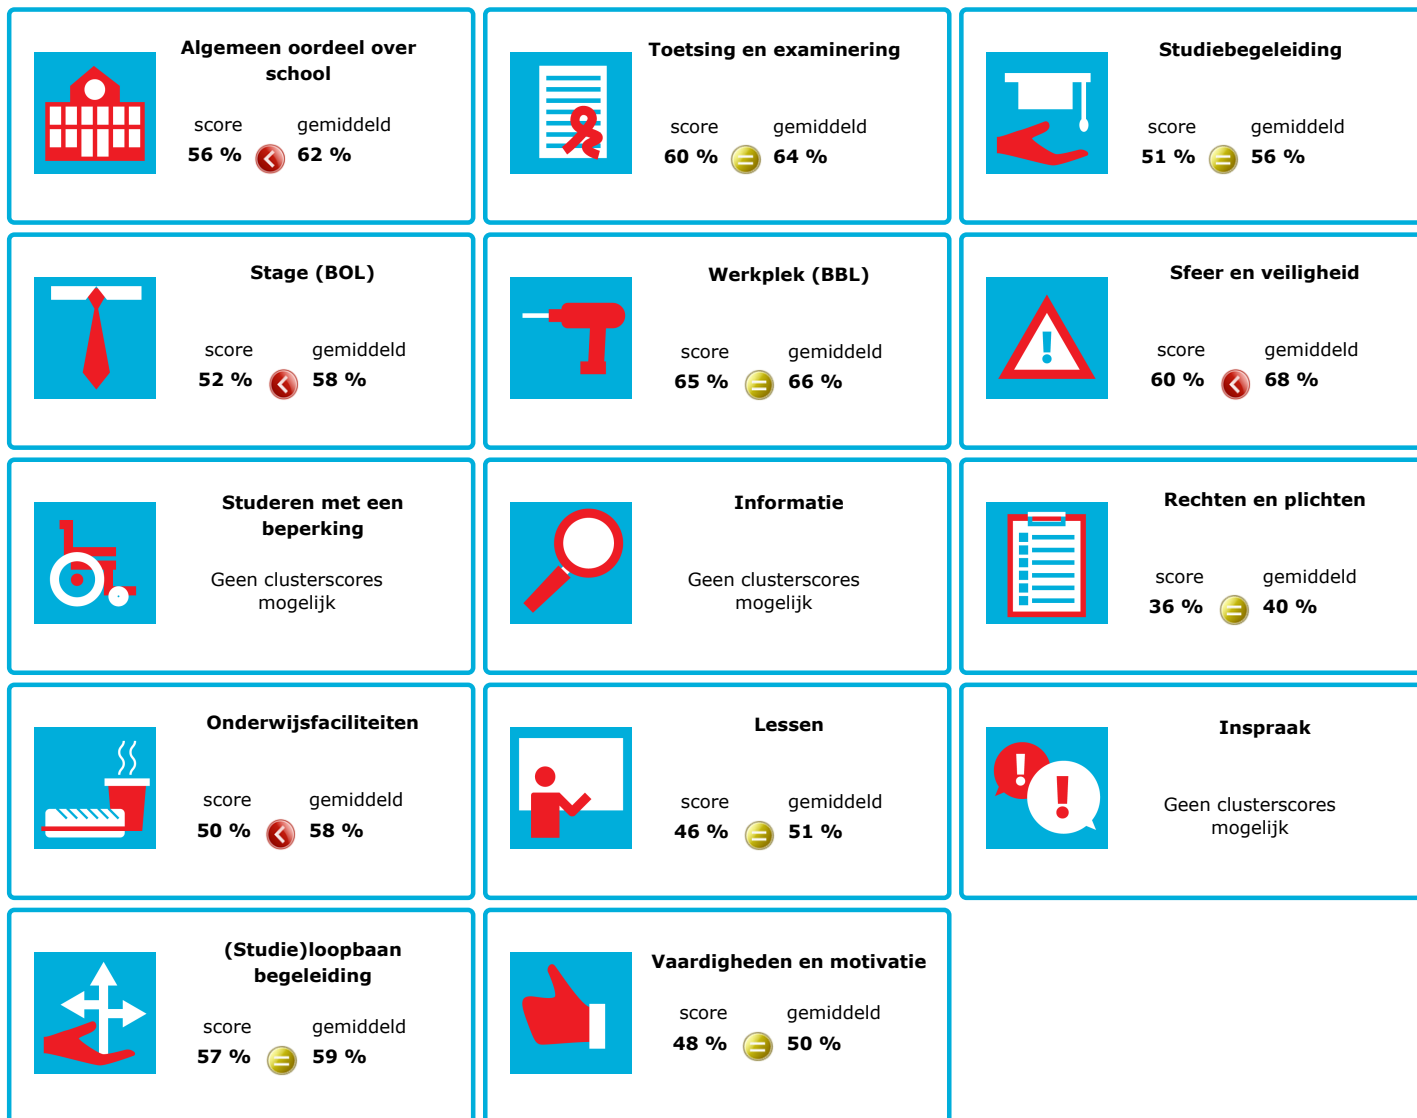 Algemeen oordeel over
school
score gemiddeld
56 % 62 %
Toetsing en examinering
score gemiddeld
60 % 64 %
Studiebegeleiding
score gemiddeld
51 % 56 %
Stage (BOL)
score gemiddeld
52 % 58 %
Werkplek (BBL)
score gemiddeld
65 % 66 %
Sfeer en veiligheid
score gemiddeld
60 % 68 %
Studeren met een
beperking
Geen clusterscores
mogelijk
Informatie
Geen clusterscores
mogelijk
Rechten en plichten
score gemiddeld
36 % 40 %
Onderwijsfaciliteiten
score gemiddeld
50 % 58 %
Lessen
score gemiddeld
46 % 51 %
Inspraak
Geen clusterscores
mogelijk
(Studie)loopbaan
begeleiding
score gemiddeld
57 % 59 %
Vaardigheden en motivatie
score gemiddeld
48 % 50 %